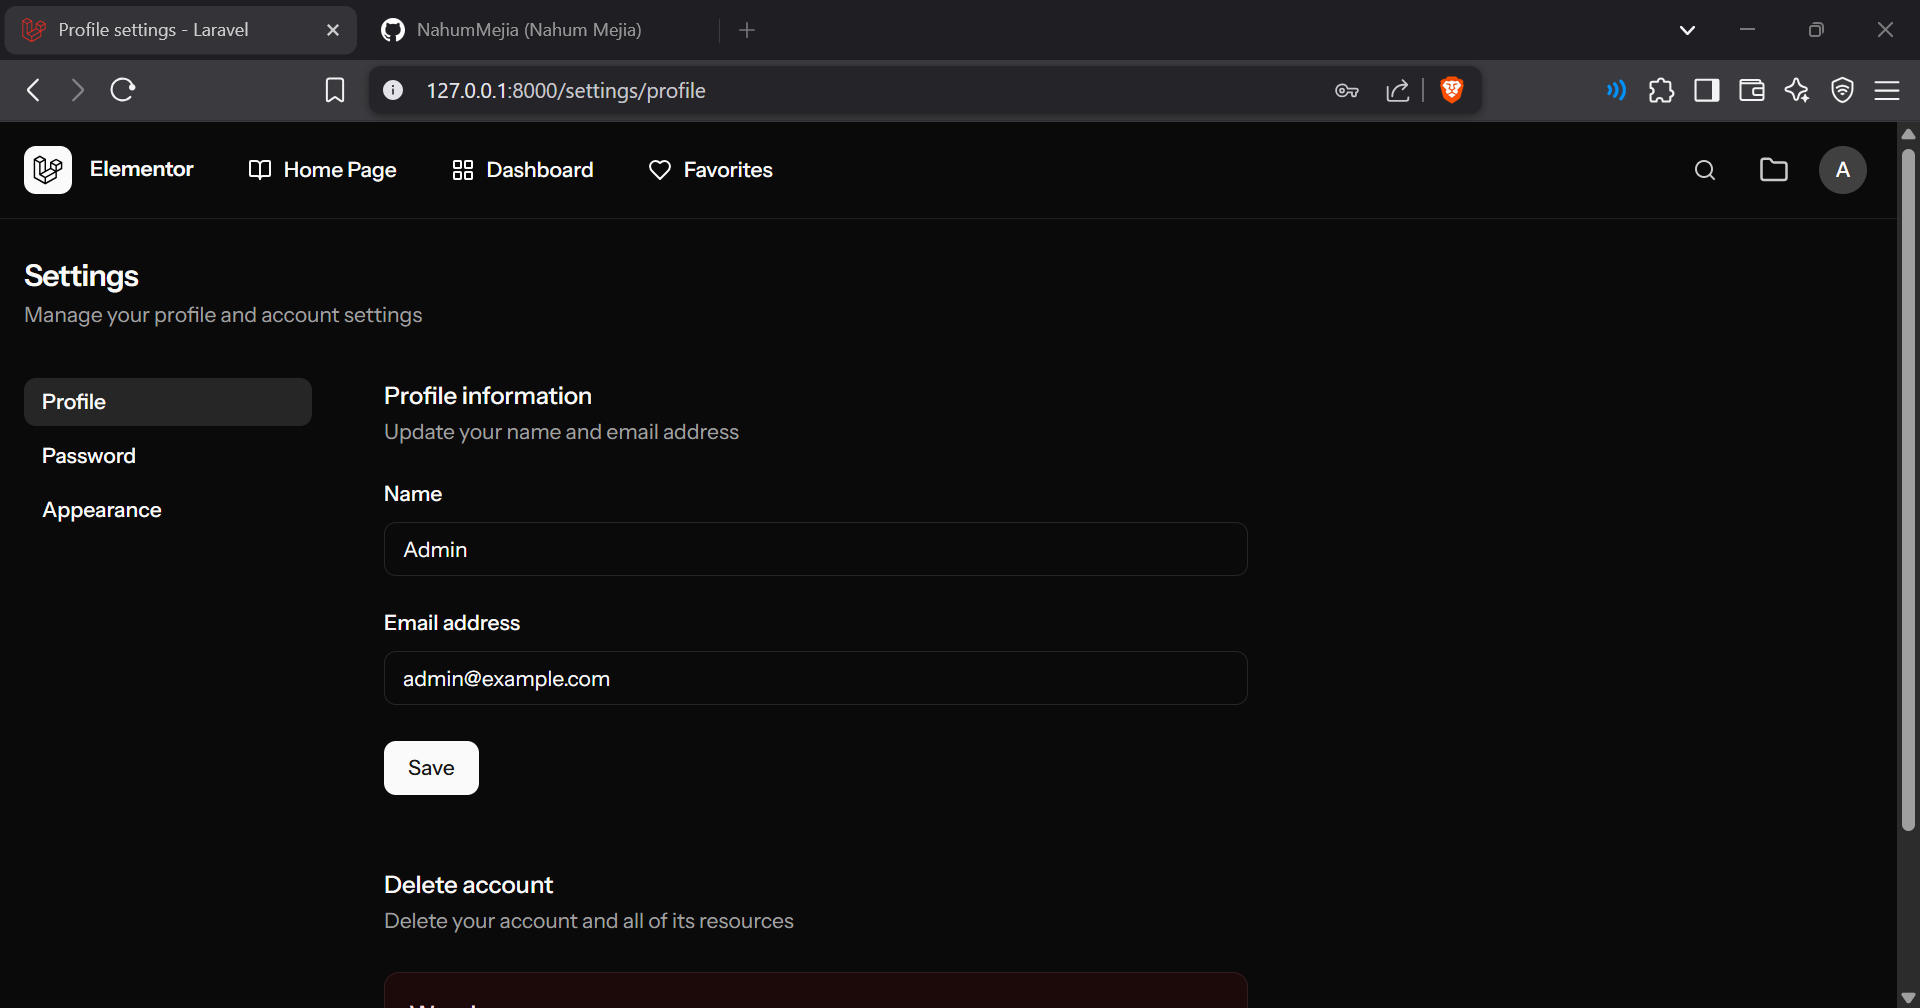 Profile settings - Laravel
NahumMejia (Nahum Mejia)
127.0.0.1:8000/settings/profile
Elementor
Home Page
Dashboard
Favorites
A
Settings
Manage your profile and account settings
Profile
Password
Appearance
Profile information
Update your name and email address
Name
Admin
Email address
admin@example.com
Save
Delete account
Delete your account and all of its resources